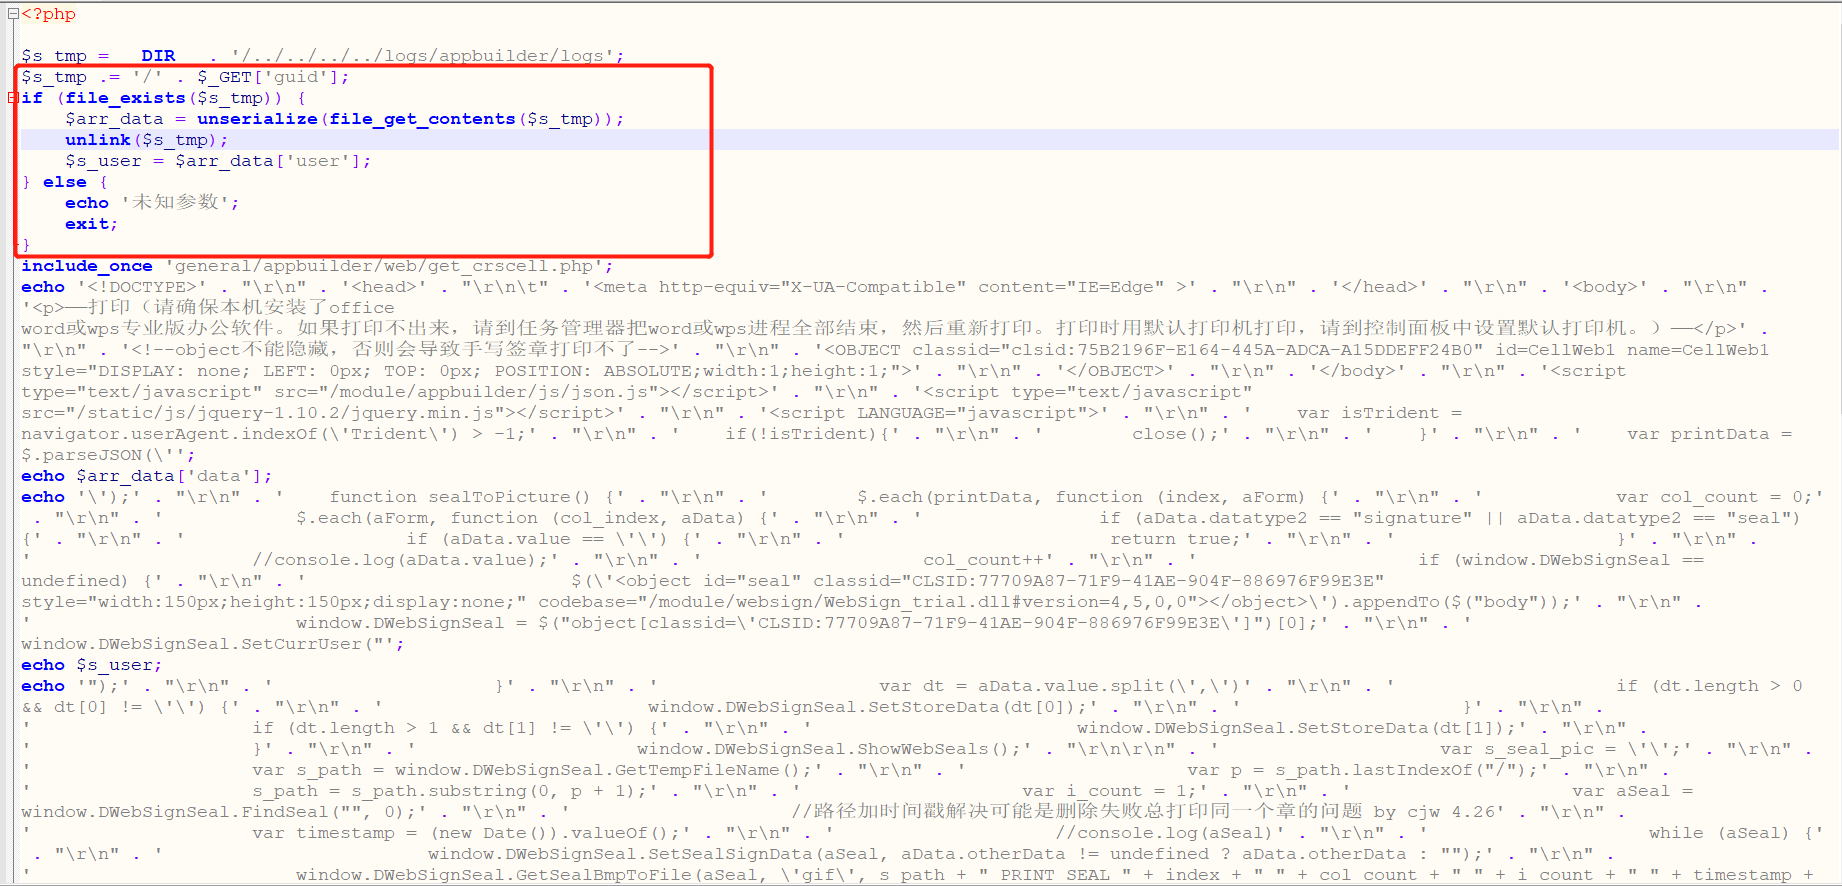 <?php
$s_tmp = __DIR__ . '/../../../../logs/appbuilder/logs';
$s_tmp .= '/' . $_GET['guid'];
if (file_exists($s_tmp)) {
$arr_data = unserialize(file_get_contents($s_tmp));
unlink($s_tmp);
$s_user = $arr_data['user'];
} else {
echo '未知参数';
exit;
}
include_once 'general/appbuilder/web/get_crscell.php';
echo '<!DOCTYPE>' . "\r\n" . '<head>' . "\r\n\t" . '<meta http-equiv="X-UA-Compatible" content="IE=Edge" >' . "\r\n" . '</head>' . "\r\n" . '<body>' . "\r\n" .
'<p>——打印（请确保本机安装了office
word或wps专业版办公软件。如果打印不出来，请到任务管理器把word或wps进程全部结束，然后重新打印。打印时用默认打印机打印，请到控制面板中设置默认打印机。）——</p>' .
"\r\n" . '<!--object不能隐藏，否则会导致手写签章打印不了-->' . "\r\n" . '<OBJECT classid="clsid:75B2196F-E164-445A-ADCA-A15DDEFF24B0" id=CellWeb1 name=CellWeb1
style="DISPLAY: none; LEFT: 0px; TOP: 0px; POSITION: ABSOLUTE;width:1;height:1;">' . "\r\n" . '</OBJECT>' . "\r\n" . '</body>' . "\r\n" . '<script
type="text/javascript" src="/module/appbuilder/js/json.js"></script>' . "\r\n" . '<script type="text/javascript"
src="/static/js/jquery-1.10.2/jquery.min.js"></script>' . "\r\n" . '<script LANGUAGE="javascript">' . "\r\n" . '    var isTrident =
navigator.userAgent.indexOf(\'Trident\') > -1;' . "\r\n" . '    if(!isTrident){' . "\r\n" . '        close();' . "\r\n" . '    }' . "\r\n" . '    var printData =
$.parseJSON(\'';
echo $arr_data['data'];
echo '\');' . "\r\n" . '    function sealToPicture() {' . "\r\n" . '        $.each(printData, function (index, aForm) {' . "\r\n" . '            var col_count = 0;'
. "\r\n" . '            $.each(aForm, function (col_index, aData) {' . "\r\n" . '                if (aData.datatype2 == "signature" || aData.datatype2 == "seal")
{' . "\r\n" . '                    if (aData.value == \'\') {' . "\r\n" . '                        return true;' . "\r\n" . '                    }' . "\r\n" .
'                    //console.log(aData.value);' . "\r\n" . '                    col_count++' . "\r\n" . '                    if (window.DWebSignSeal ==
undefined) {' . "\r\n" . '                        $(\'<object id="seal" classid="CLSID:77709A87-71F9-41AE-904F-886976F99E3E"
style="width:150px;height:150px;display:none;" codebase="/module/websign/WebSign_trial.dll#version=4,5,0,0"></object>\').appendTo($("body"));' . "\r\n" .
'                        window.DWebSignSeal = $("object[classid=\'CLSID:77709A87-71F9-41AE-904F-886976F99E3E\']")[0];' . "\r\n" . '
window.DWebSignSeal.SetCurrUser("';
echo $s_user;
echo '");' . "\r\n" . '                    }' . "\r\n" . '                    var dt = aData.value.split(\',\')' . "\r\n" . '                    if (dt.length > 0
&& dt[0] != \'\') {' . "\r\n" . '                        window.DWebSignSeal.SetStoreData(dt[0]);' . "\r\n" . '                    }' . "\r\n" .
'                    if (dt.length > 1 && dt[1] != \'\') {' . "\r\n" . '                        window.DWebSignSeal.SetStoreData(dt[1]);' . "\r\n" .
'                    }' . "\r\n" . '                    window.DWebSignSeal.ShowWebSeals();' . "\r\n\r\n" . '                    var s_seal_pic = \'\';' . "\r\n" .
'                    var s_path = window.DWebSignSeal.GetTempFileName();' . "\r\n" . '                    var p = s_path.lastIndexOf("/");' . "\r\n" .
'                    s_path = s_path.substring(0, p + 1);' . "\r\n" . '                    var i_count = 1;' . "\r\n" . '                    var aSeal =
window.DWebSignSeal.FindSeal("", 0);' . "\r\n" . '                    //路径加时间戳解决可能是删除失败总打印同一个章的问题 by cjw 4.26' . "\r\n" .
'                    var timestamp = (new Date()).valueOf();' . "\r\n" . '                    //console.log(aSeal)' . "\r\n" . '                    while (aSeal) {'
. "\r\n" . '                        window.DWebSignSeal.SetSealSignData(aSeal, aData.otherData != undefined ? aData.otherData : "");' . "\r\n" .
'                        window.DWebSignSeal.GetSealBmpToFile(aSeal, \'gif\', s_path + "_PRINT_SEAL_" + index + "_" + col_count + "_" + i_count + "_" + timestamp +